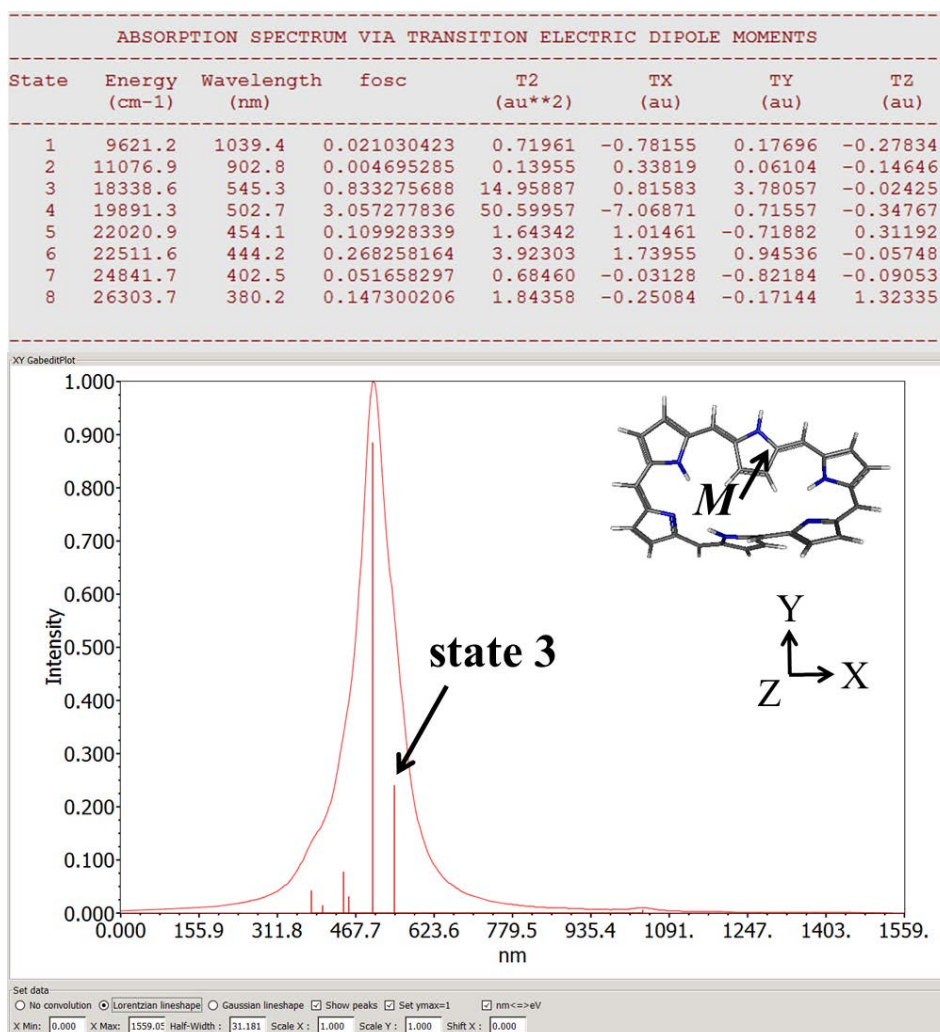 ABSORPTION SPECTRUM VIA TRANSITION ELECTRIC DIPOLE MOMENTS
State Energy Wavelength fosc T2 TX TY TZ
(cm-1) (nm) (au**2) (au) (au) (au)
1 9621.2 1039.4 0.021030423 0.71961 -0.78155 0.17696 -0.27834
2 11076.9 902.8 0.004695285 0.13955 0.33819 0.06104 -0.14646
3 18338.6 545.3 0.833275688 14.95887 0.81583 3.78057 -0.02425
4 19891.3 502.7 3.057277836 50.59957 -7.06871 0.71557 -0.34767
5 22020.9 454.1 0.109928339 1.64342 1.01461 -0.71882 0.31192
6 22511.6 444.2 0.268258164 3.92303 1.73955 0.94536 -0.05748
7 24841.7 402.5 0.051658297 0.68460 -0.03128 -0.82184 -0.09053
8 26303.7 380.2 0.147300206 1.84358 -0.25084 -0.17144 1.32335
XY GabeditPlot
1.000
0.900
0.800
0.700
0.600
0.500
0.400
0.300
0.200
0.100
0.000
Intensity
M
Y
Z X
state 3
0.000 155.9 311.8 467.7 623.6 779.5 935.4 1091. 1247. 1403. 1559.
nm
Set data
No convolution Lorentzian lineshape Gaussian lineshape Show peaks Set ymax=1 nm<=>eV
X Min: 0.000 X Max: 1559.05 Half-Width : 31.181 Scale X : 1.000 Scale Y : 1.000 Shift X : 0.000